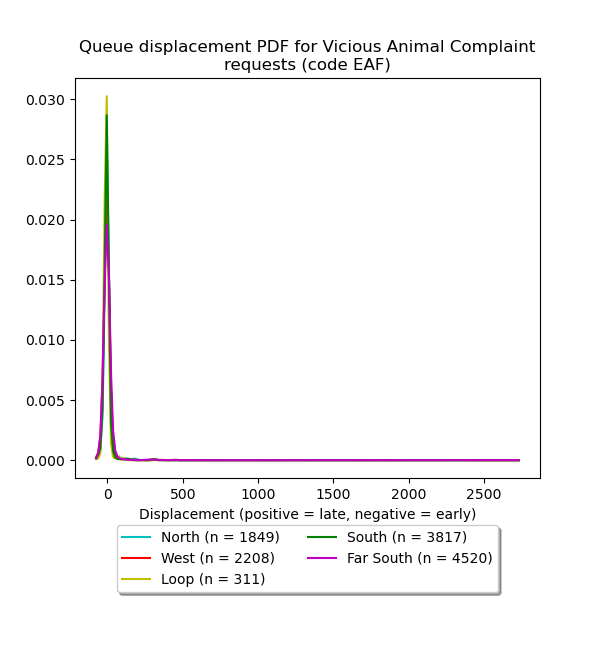 Queue displacement PDF for Vicious Animal Complaint
requests (code EAF)
0.030
0.025
0.020
0.015
0.010
0.005
0.000
0 500 1000 1500 2000 2500
Displacement (positive = late, negative = early)
North (n = 1849) South (n = 3817)
West (n = 2208) Far South (n = 4520)
Loop (n = 311)